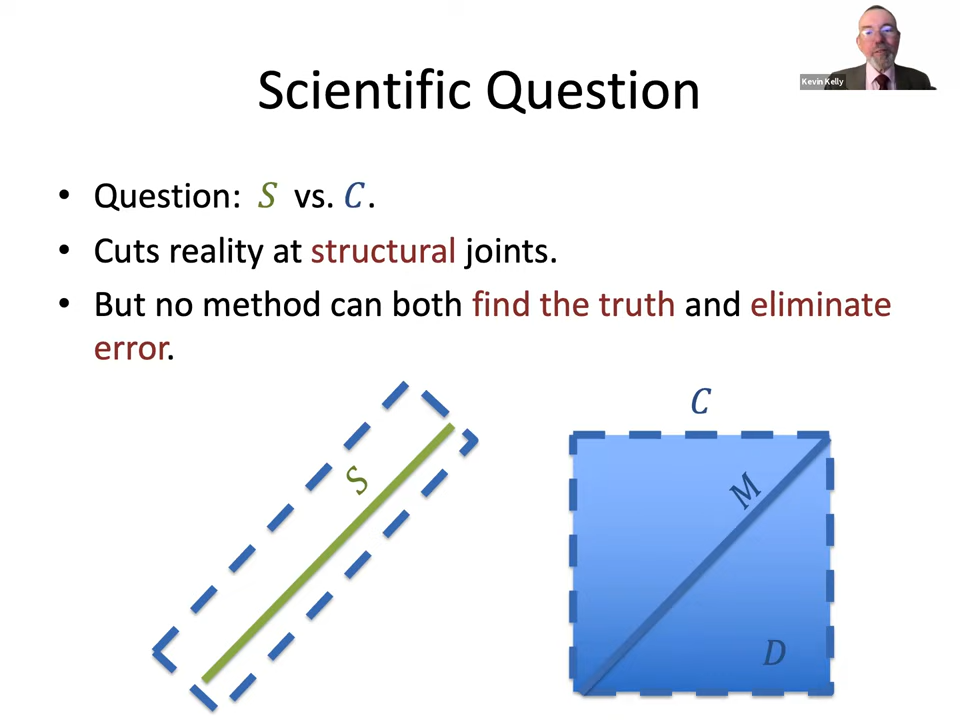 Kevin Kelly
Scientific Question
• Question: S vs. C.
• Cuts reality at structural joints.
• But no method can both find the truth and eliminate
error.
C
S
M
D